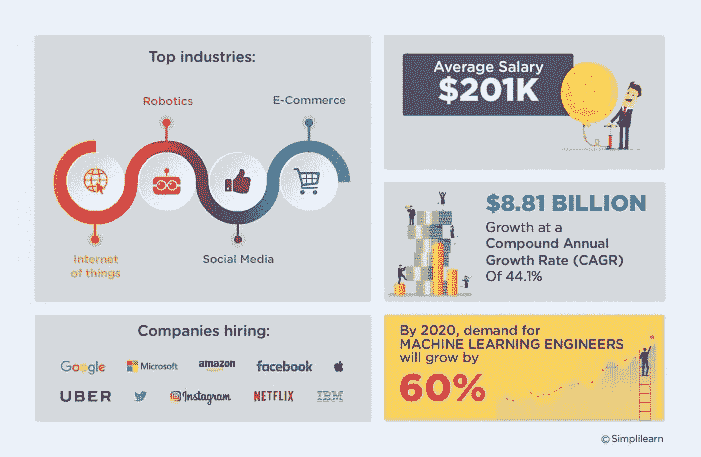 Top industries:
Robotics
E-Commerce
Internet
of things
Social Media
Average Salary
$201K
$8.81 BILLION
Growth at a
Compound Annual
Growth Rate (CAGR)
Of 44.1%
Companies hiring:
Google
Microsoft
amazon
facebook
UBER
Instagram
NETFLIX
IBM
By 2020, demand for
MACHINE LEARNING ENGINEERS
will grow by
60%
© Simplilearn